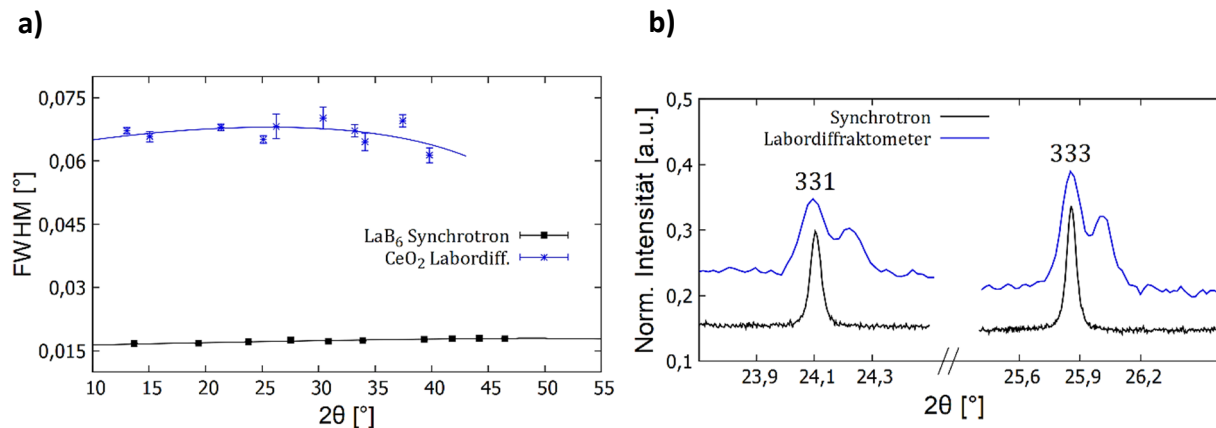 a)
0,075
0,06
0,045
0,03
0,015
FWHM [°]
LaB6 Synchrotron
CeO2 Labordiff.
10 15 20 25 30 35 40 45 50 55
2θ [°]
b)
0,5
0,4
0,3
0,2
0,1
Norm. Intensität [a.u.]
Synchrotron
Labordiffraktometer
331
333
23,9 24,1 24,3 // 25,6 25,9 26,2
2θ [°]